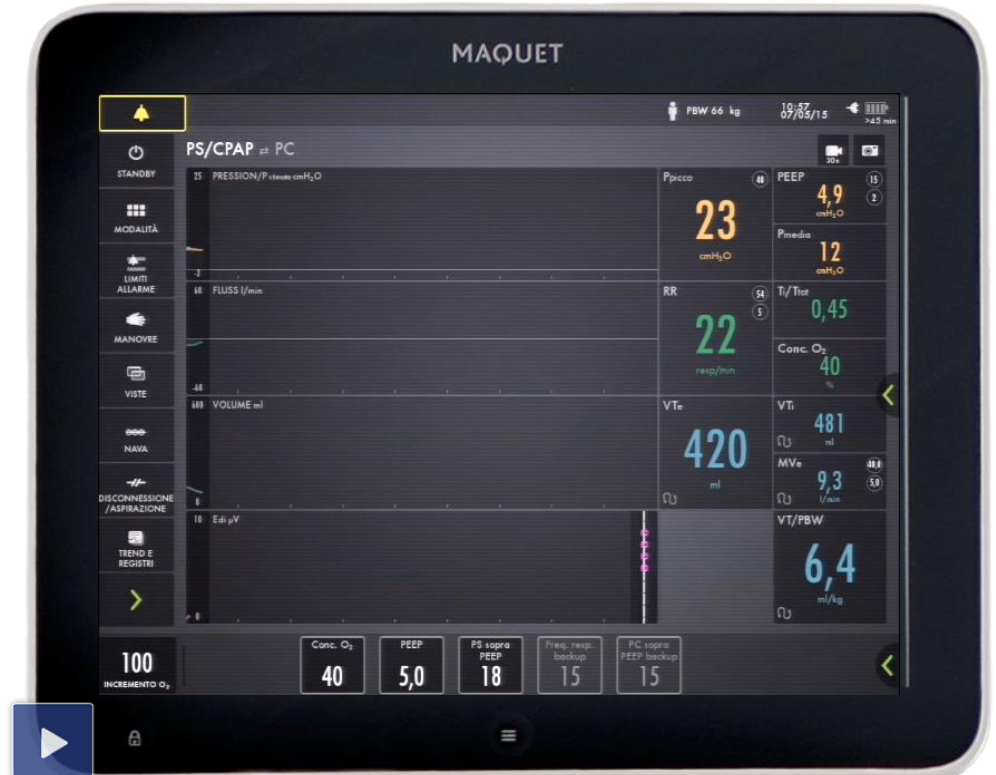 MAQUET
PBW 66 kg
10:57
07/05/15
>45 min
PS/CPAP ⇄ PC
30s
STANDBY
MODALITÀ
LIMITI
ALLARME
MANOVRE
VISTE
NAVA
DISCONNESSIONE
/ASPIRAZIONE
TREND E
REGISTRI
25 PRESSION/P cmH₂O
-3
60 FLUSS l/min
-60
600 VOLUME ml
0
10 Edi µV
0
Ppicco 40
23
cmH₂O
PEEP 15
4,9 2
cmH₂O
Pmedia
12
cmH₂O
RR 54
5
22
resp/min
Ti/Ttot
0,45
Conc. O₂
40
%
VTe
420
ml
VTi
481
ml
MVe 40,0
9,3 5,0
l/min
VT/PBW
6,4
ml/kg
100
INCREMENTO O₂
Conc. O₂
40
PEEP
5,0
PS sopra
PEEP
18
Freq. resp.
backup
15
PC sopra
PEEP backup
15